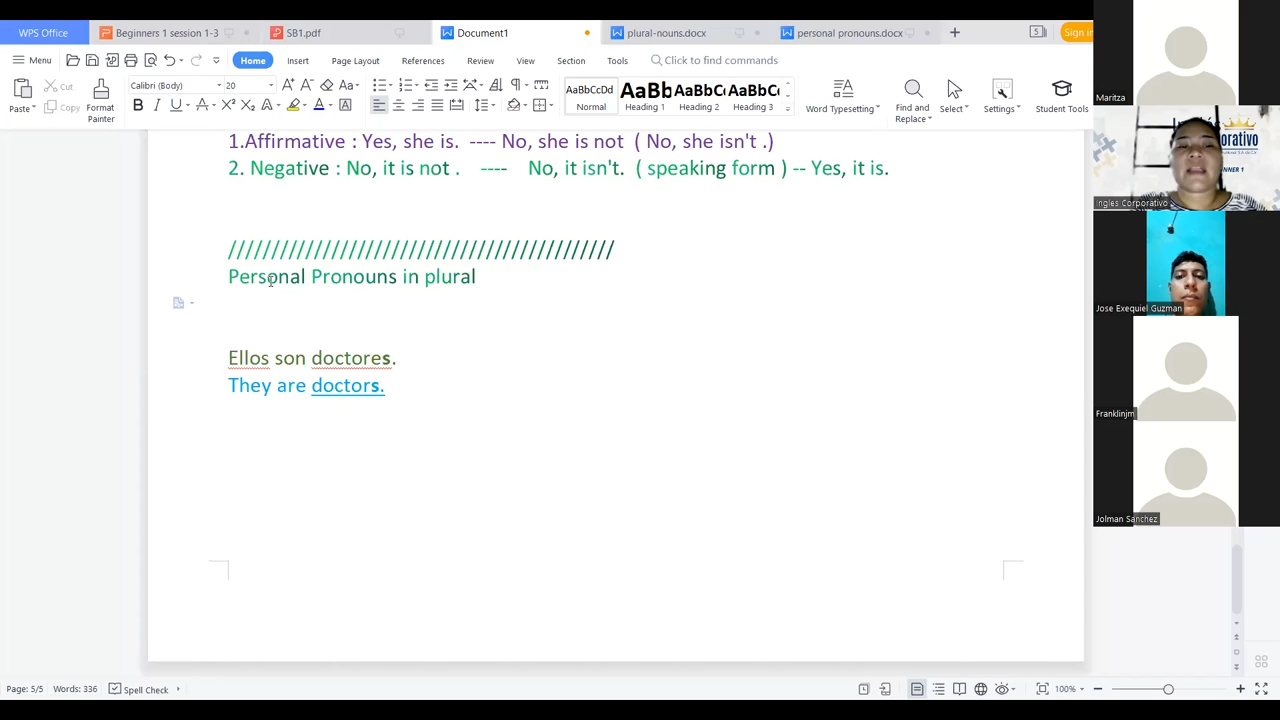 WPS Office
Beginners 1 session 1-3
SB1.pdf
Document1
plural-nouns.docx
personal pronouns.docx
Sign in
Menu
Home
Insert
Page Layout
References
Review
View
Section
Tools
Click to find commands
Paste
Cut
Copy
Format
Painter
Calibri (Body)
20
AaBbCcDd
Normal
AaBb
Heading 1
AaBbC
Heading 2
AaBbCc
Heading 3
Word Typesetting
Find and
Replace
Select
Settings
Student Tools
1.Affirmative : Yes, she is. ---- No, she is not ( No, she isn't .)
2. Negative : No, it is not . ---- No, it isn't. ( speaking form ) -- Yes, it is.
//////////////////////////////////////////
Personal Pronouns in plural
Ellos son doctores.
They are doctors.
Page: 5/5
Words: 336
Spell Check
100%
Maritza
Ingles Corporativo
Jose Exequiel Guzman
Franklinjm
Jolman Sanchez